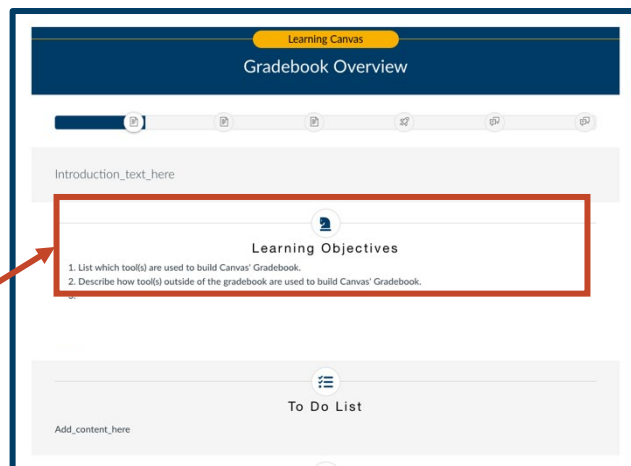 Learning Canvas
Gradebook Overview
Introduction_text_here
Learning Objectives
1. List which tool(s) are used to build Canvas' Gradebook.
2. Describe how tool(s) outside of the gradebook are used to build Canvas' Gradebook.
To Do List
Add_content_here